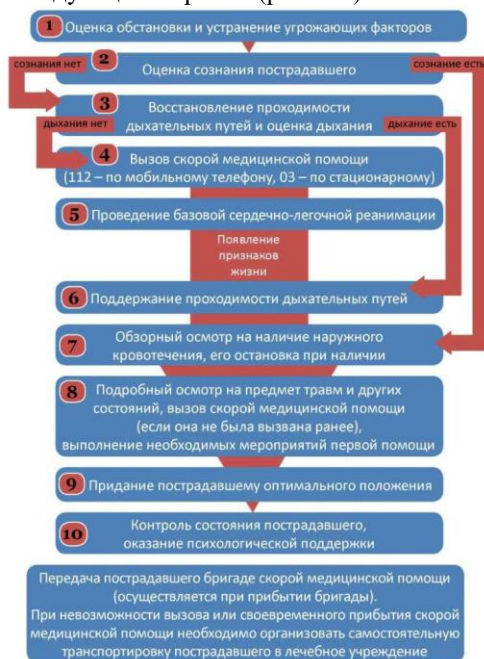 1 Оценка обстановки и устранение угрожающих факторов
сознания нет
2 Оценка сознания пострадавшего
сознание есть
3 Восстановление проходимости
дыхательных путей и оценка дыхания
дыхания нет
дыхание есть
4 Вызов скорой медицинской помощи
(112 – по мобильному телефону, 03 – по стационарному)
5 Проведение базовой сердечно-легочной реанимации
Появление
признаков
жизни
6 Поддержание проходимости дыхательных путей
7 Обзорный осмотр на наличие наружного
кровотечения, его остановка при наличии
8 Подробный осмотр на предмет травм и других
состояний, вызов скорой медицинской помощи
(если она не была вызвана ранее),
выполнение необходимых мероприятий первой помощи
9 Придание пострадавшему оптимального положения
10 Контроль состояния пострадавшего,
оказание психологической поддержки
Передача пострадавшего бригаде скорой медицинской помощи
(осуществляется при прибытии бригады).
При невозможности вызова или своевременного прибытия скорой
медицинской помощи необходимо организовать самостоятельную
транспортировку пострадавшего в лечебное учреждение